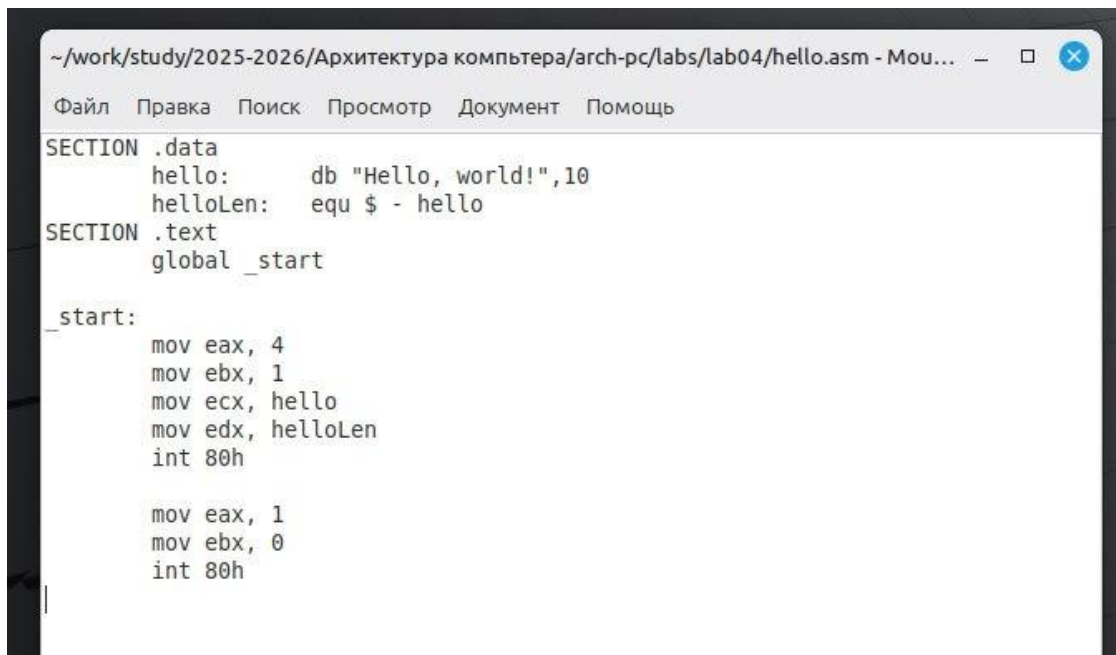 ~/work/study/2025-2026/Архитектура компьтера/arch-pc/labs/lab04/hello.asm - Mou...
Файл Правка Поиск Просмотр Документ Помощь
SECTION .data
hello: db "Hello, world!",10
helloLen: equ $ - hello
SECTION .text
global _start
_start:
mov eax, 4
mov ebx, 1
mov ecx, hello
mov edx, helloLen
int 80h
mov eax, 1
mov ebx, 0
int 80h